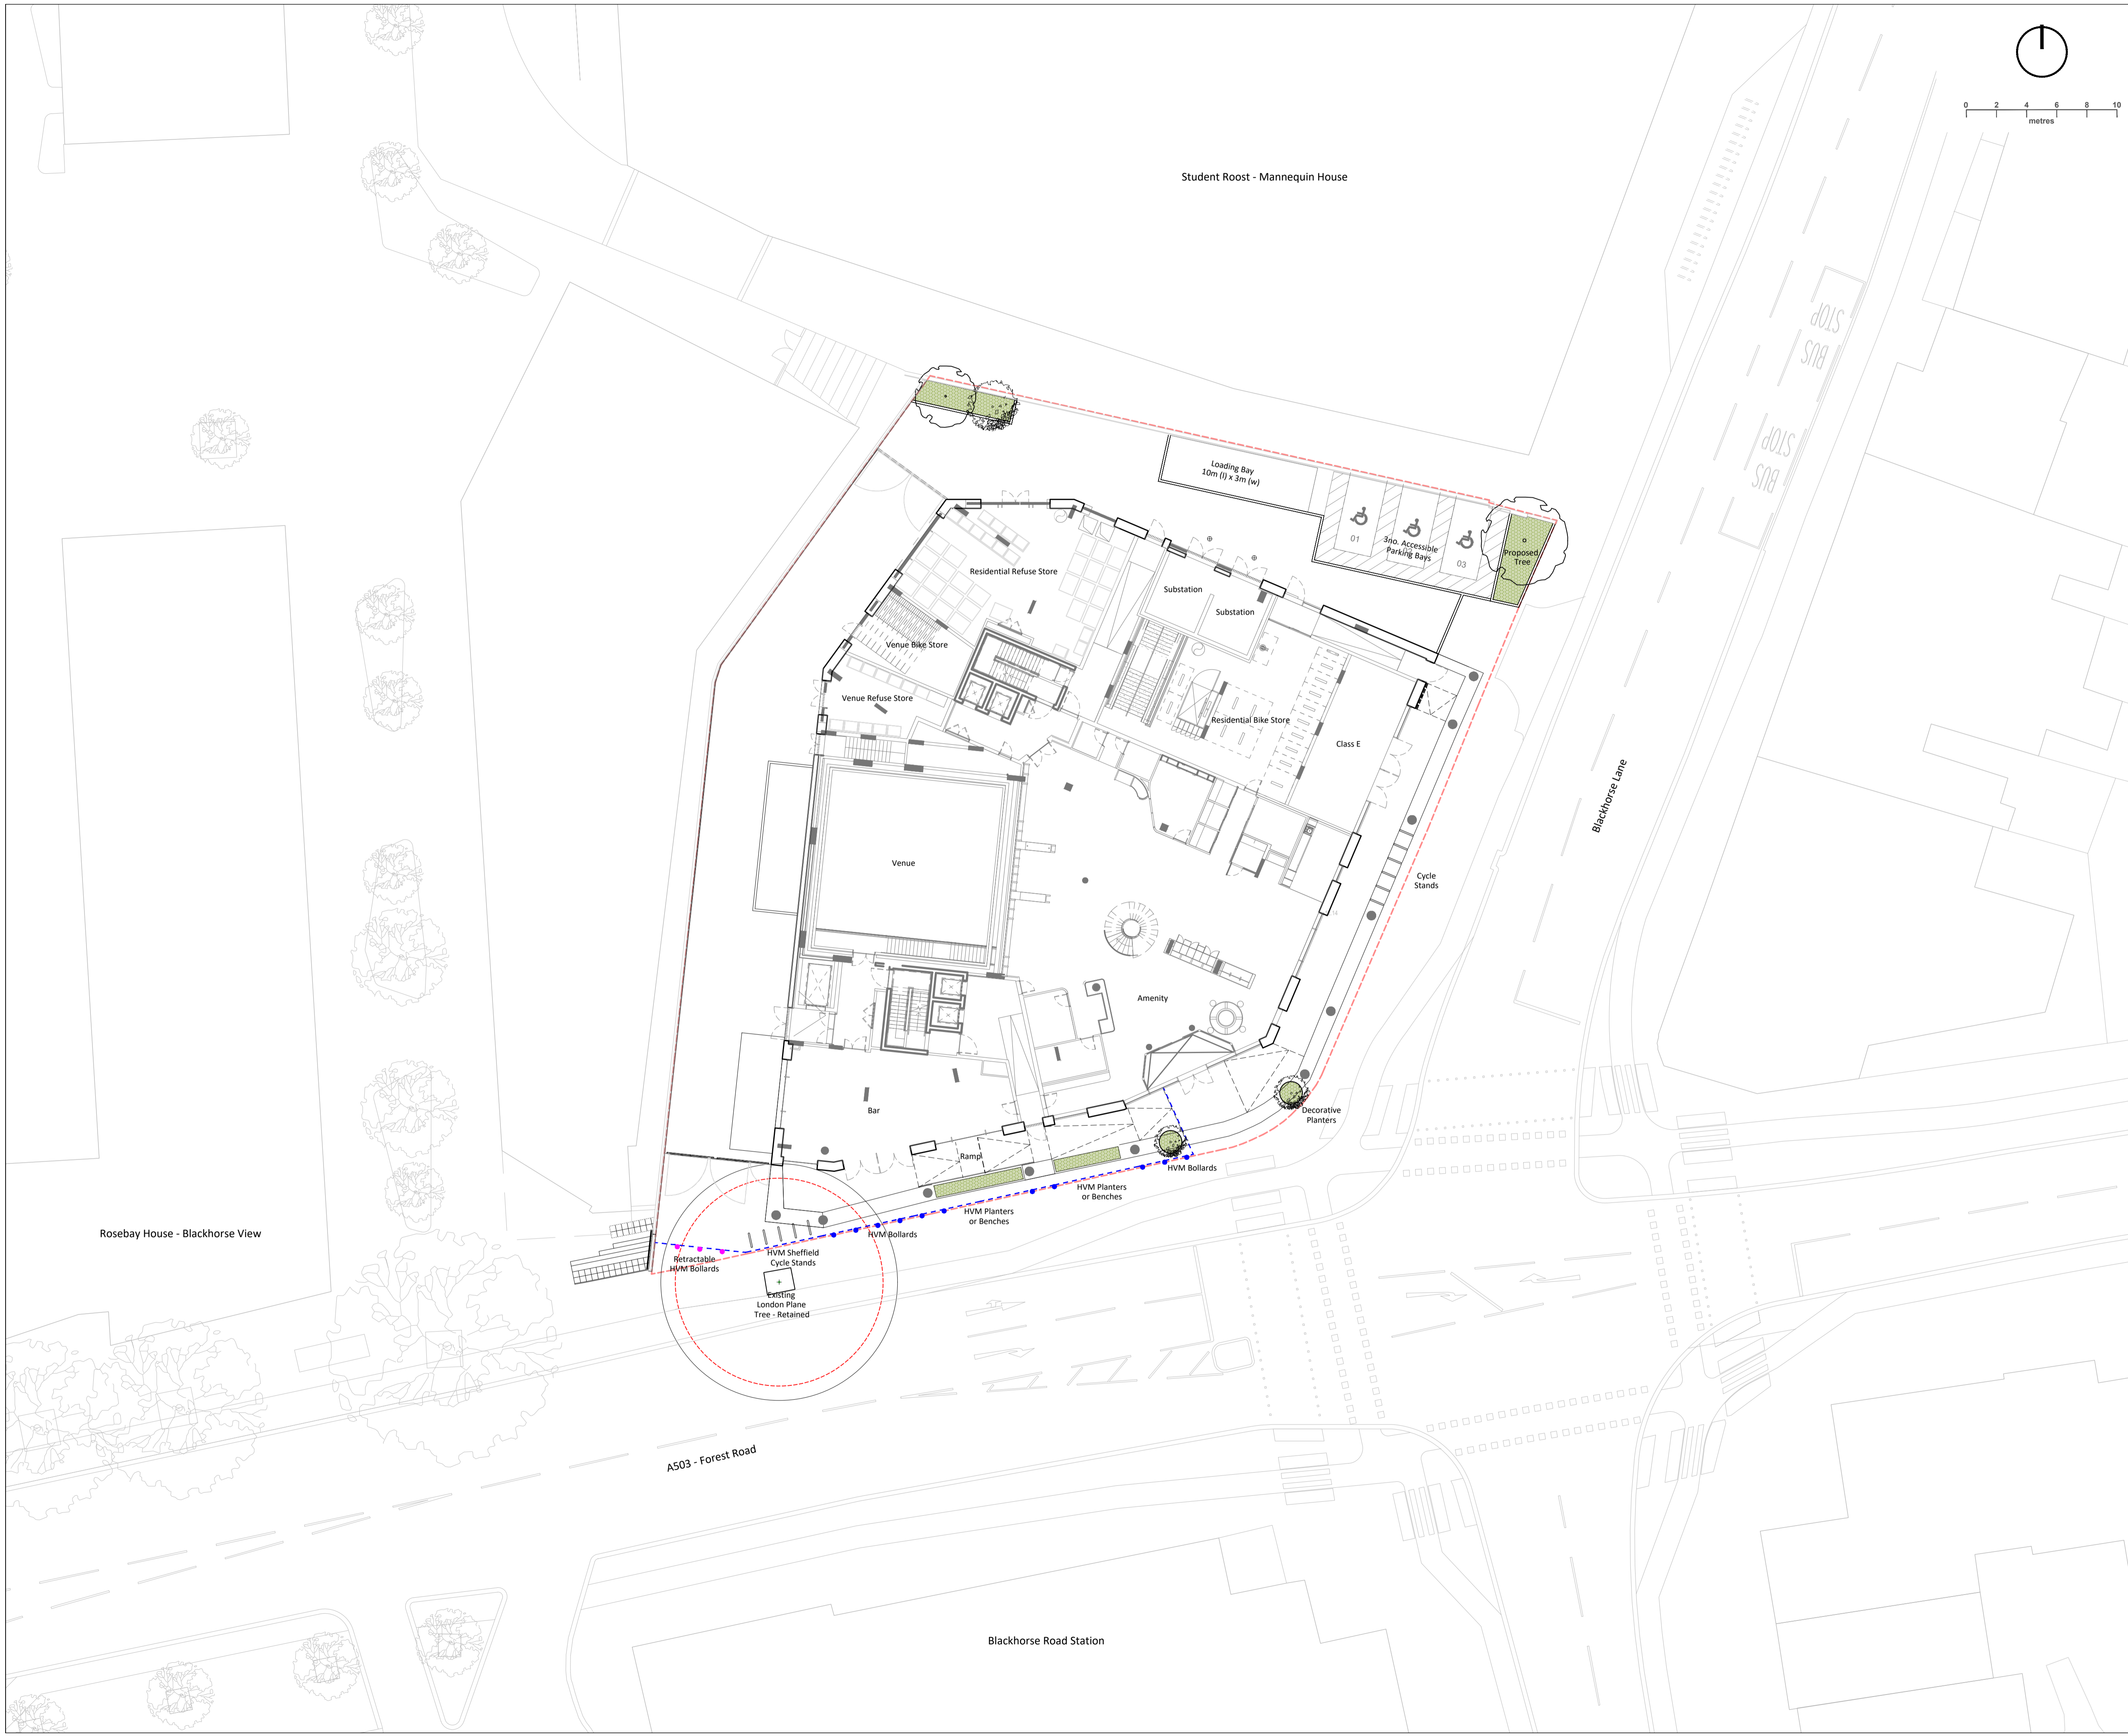 0 2 4 6 8 10
metres
Student Roost - Mannequin House
STOP
BUS
STOP
BUS
Loading Bay
10m (l) x 3m (w)
01
3no. Accessible
Parking Bays
03
Proposed
Tree
Residential Refuse Store
Substation
Substation
Venue Bike Store
Venue Refuse Store
Residential Bike Store
Class E
Blackhorse Lane
Venue
Cycle
Stands
Amenity
Bar
Decorative
Planters
Ramp
HVM Bollards
HVM Planters
or Benches
HVM Planters
or Benches
HVM Bollards
Rosebay House - Blackhorse View
HVM Sheffield
Cycle Stands
Retractable
HVM Bollards
Existing
London Plane
Tree - Retained
A503 - Forest Road
Blackhorse Road Station